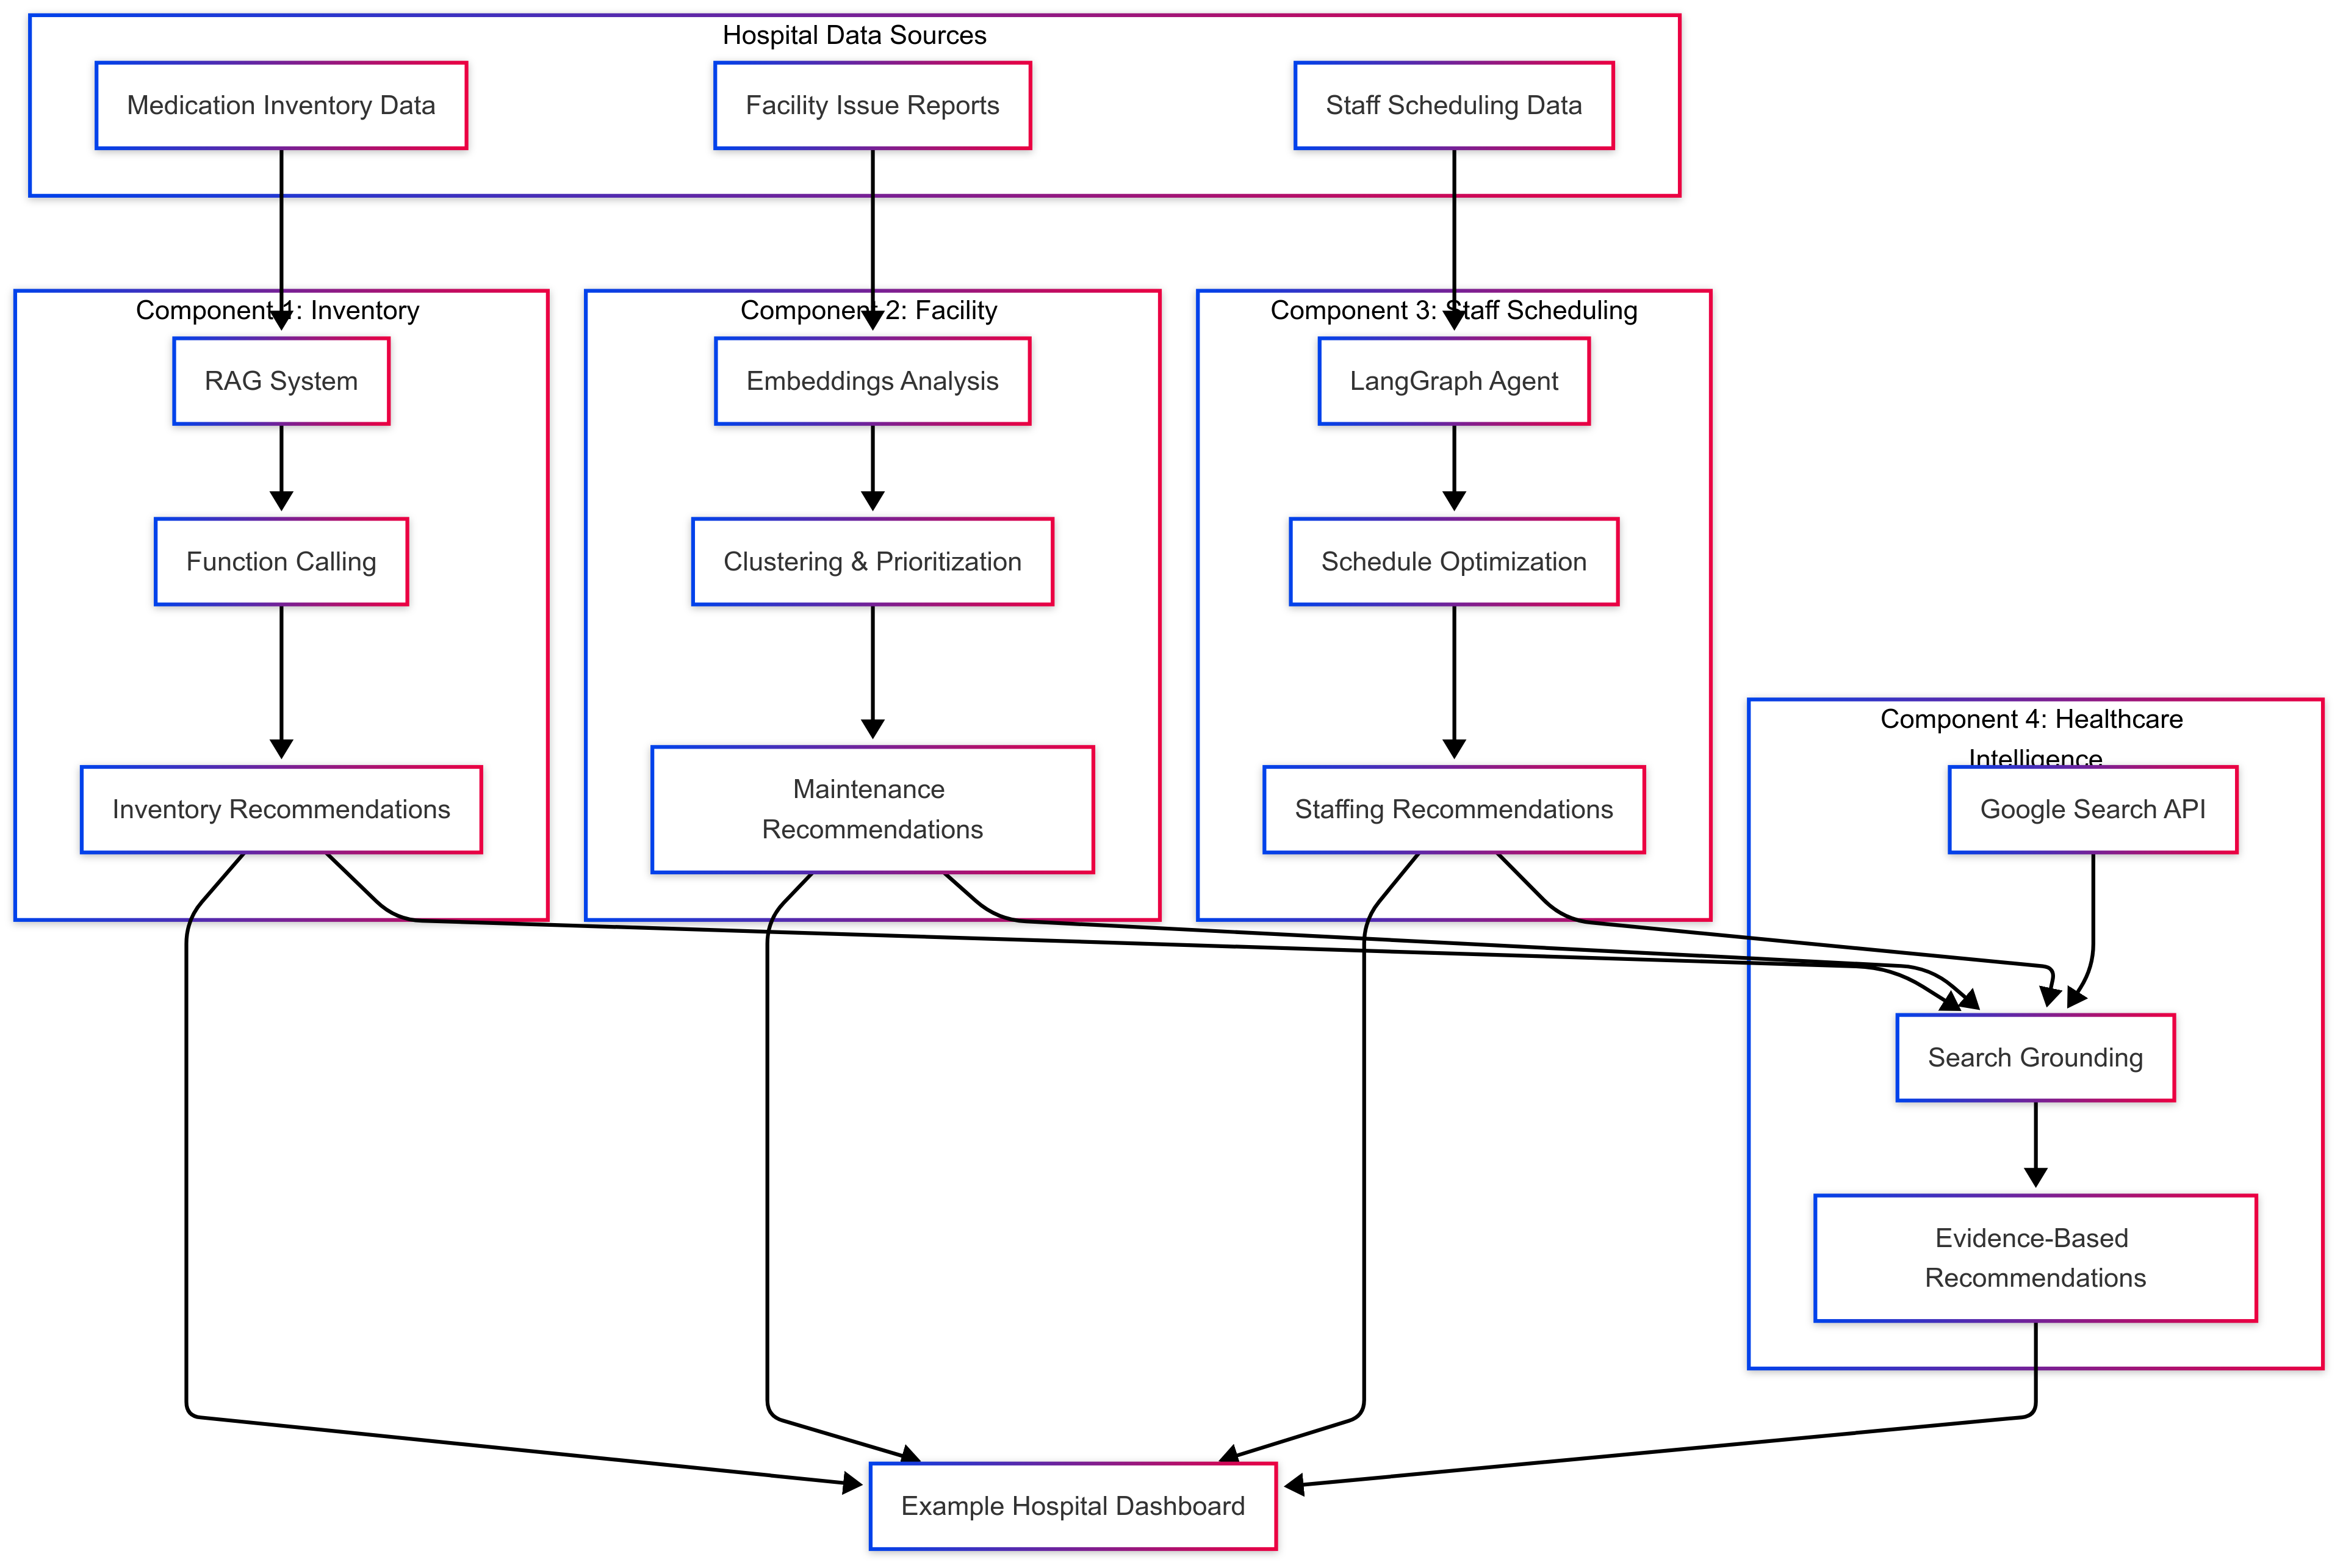 Hospital Data Sources
Medication Inventory Data
Facility Issue Reports
Staff Scheduling Data
Component 1: Inventory
Component 2: Facility
Component 3: Staff Scheduling
RAG System
Embeddings Analysis
LangGraph Agent
Function Calling
Clustering & Prioritization
Schedule Optimization
Component 4: Healthcare
Intelligence
Inventory Recommendations
Maintenance
Recommendations
Staffing Recommendations
Google Search API
Search Grounding
Evidence-Based
Recommendations
Example Hospital Dashboard